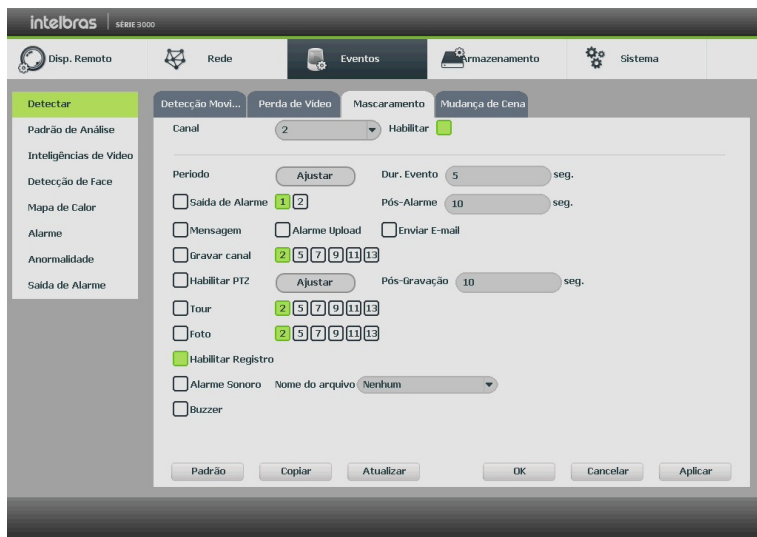 intelbras SÉRIE 3000
Disp. Remoto Rede Eventos Armazenamento Sistema
Detectar
Padrão de Análise
Inteligências de Vídeo
Detecção de Face
Mapa de Calor
Alarme
Anormalidade
Saída de Alarme
Detecção Movi... Perda de Vídeo Mascaramento Mudança de Cena
Canal 2 Habilitar
Período Ajustar Dur. Evento 5 seg.
Saída de Alarme 1 2 Pós-Alarme 10 seg.
Mensagem Alarme Upload Enviar E-mail
Gravar canal 2 5 7 9 11 13
Habilitar PTZ Ajustar Pós-Gravação 10 seg.
Tour 2 5 7 9 11 13
Foto 2 5 7 9 11 13
Habilitar Registro
Alarme Sonoro Nome do arquivo Nenhum
Buzzer
Padrão Copiar Atualizar OK Cancelar Aplicar